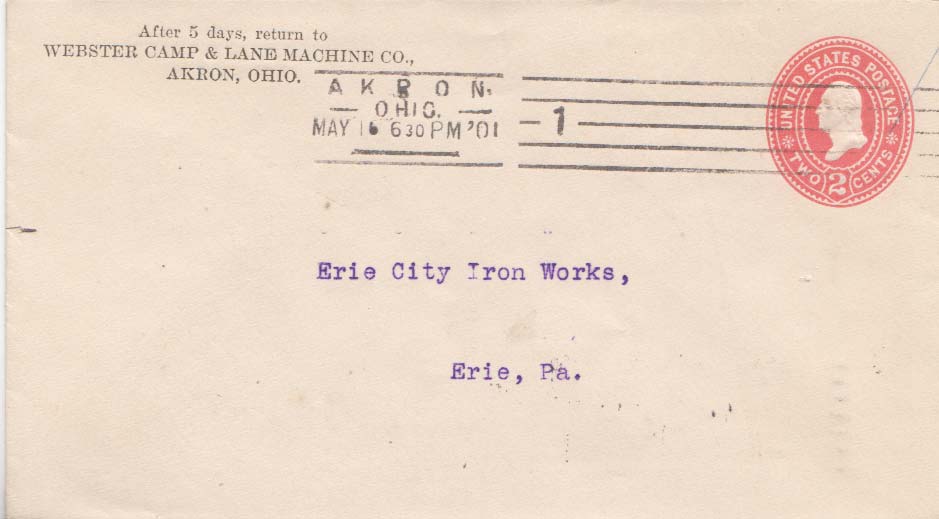 After 5 days, return to
WEBSTER CAMP & LANE MACHINE CO.,
AKRON, OHIO.
AKRON,
OHIO.
MAY 16 630 PM '01
1
UNITED STATES POSTAGE
TWO 2 CENTS
Erie City Iron Works,
Erie, Pa.